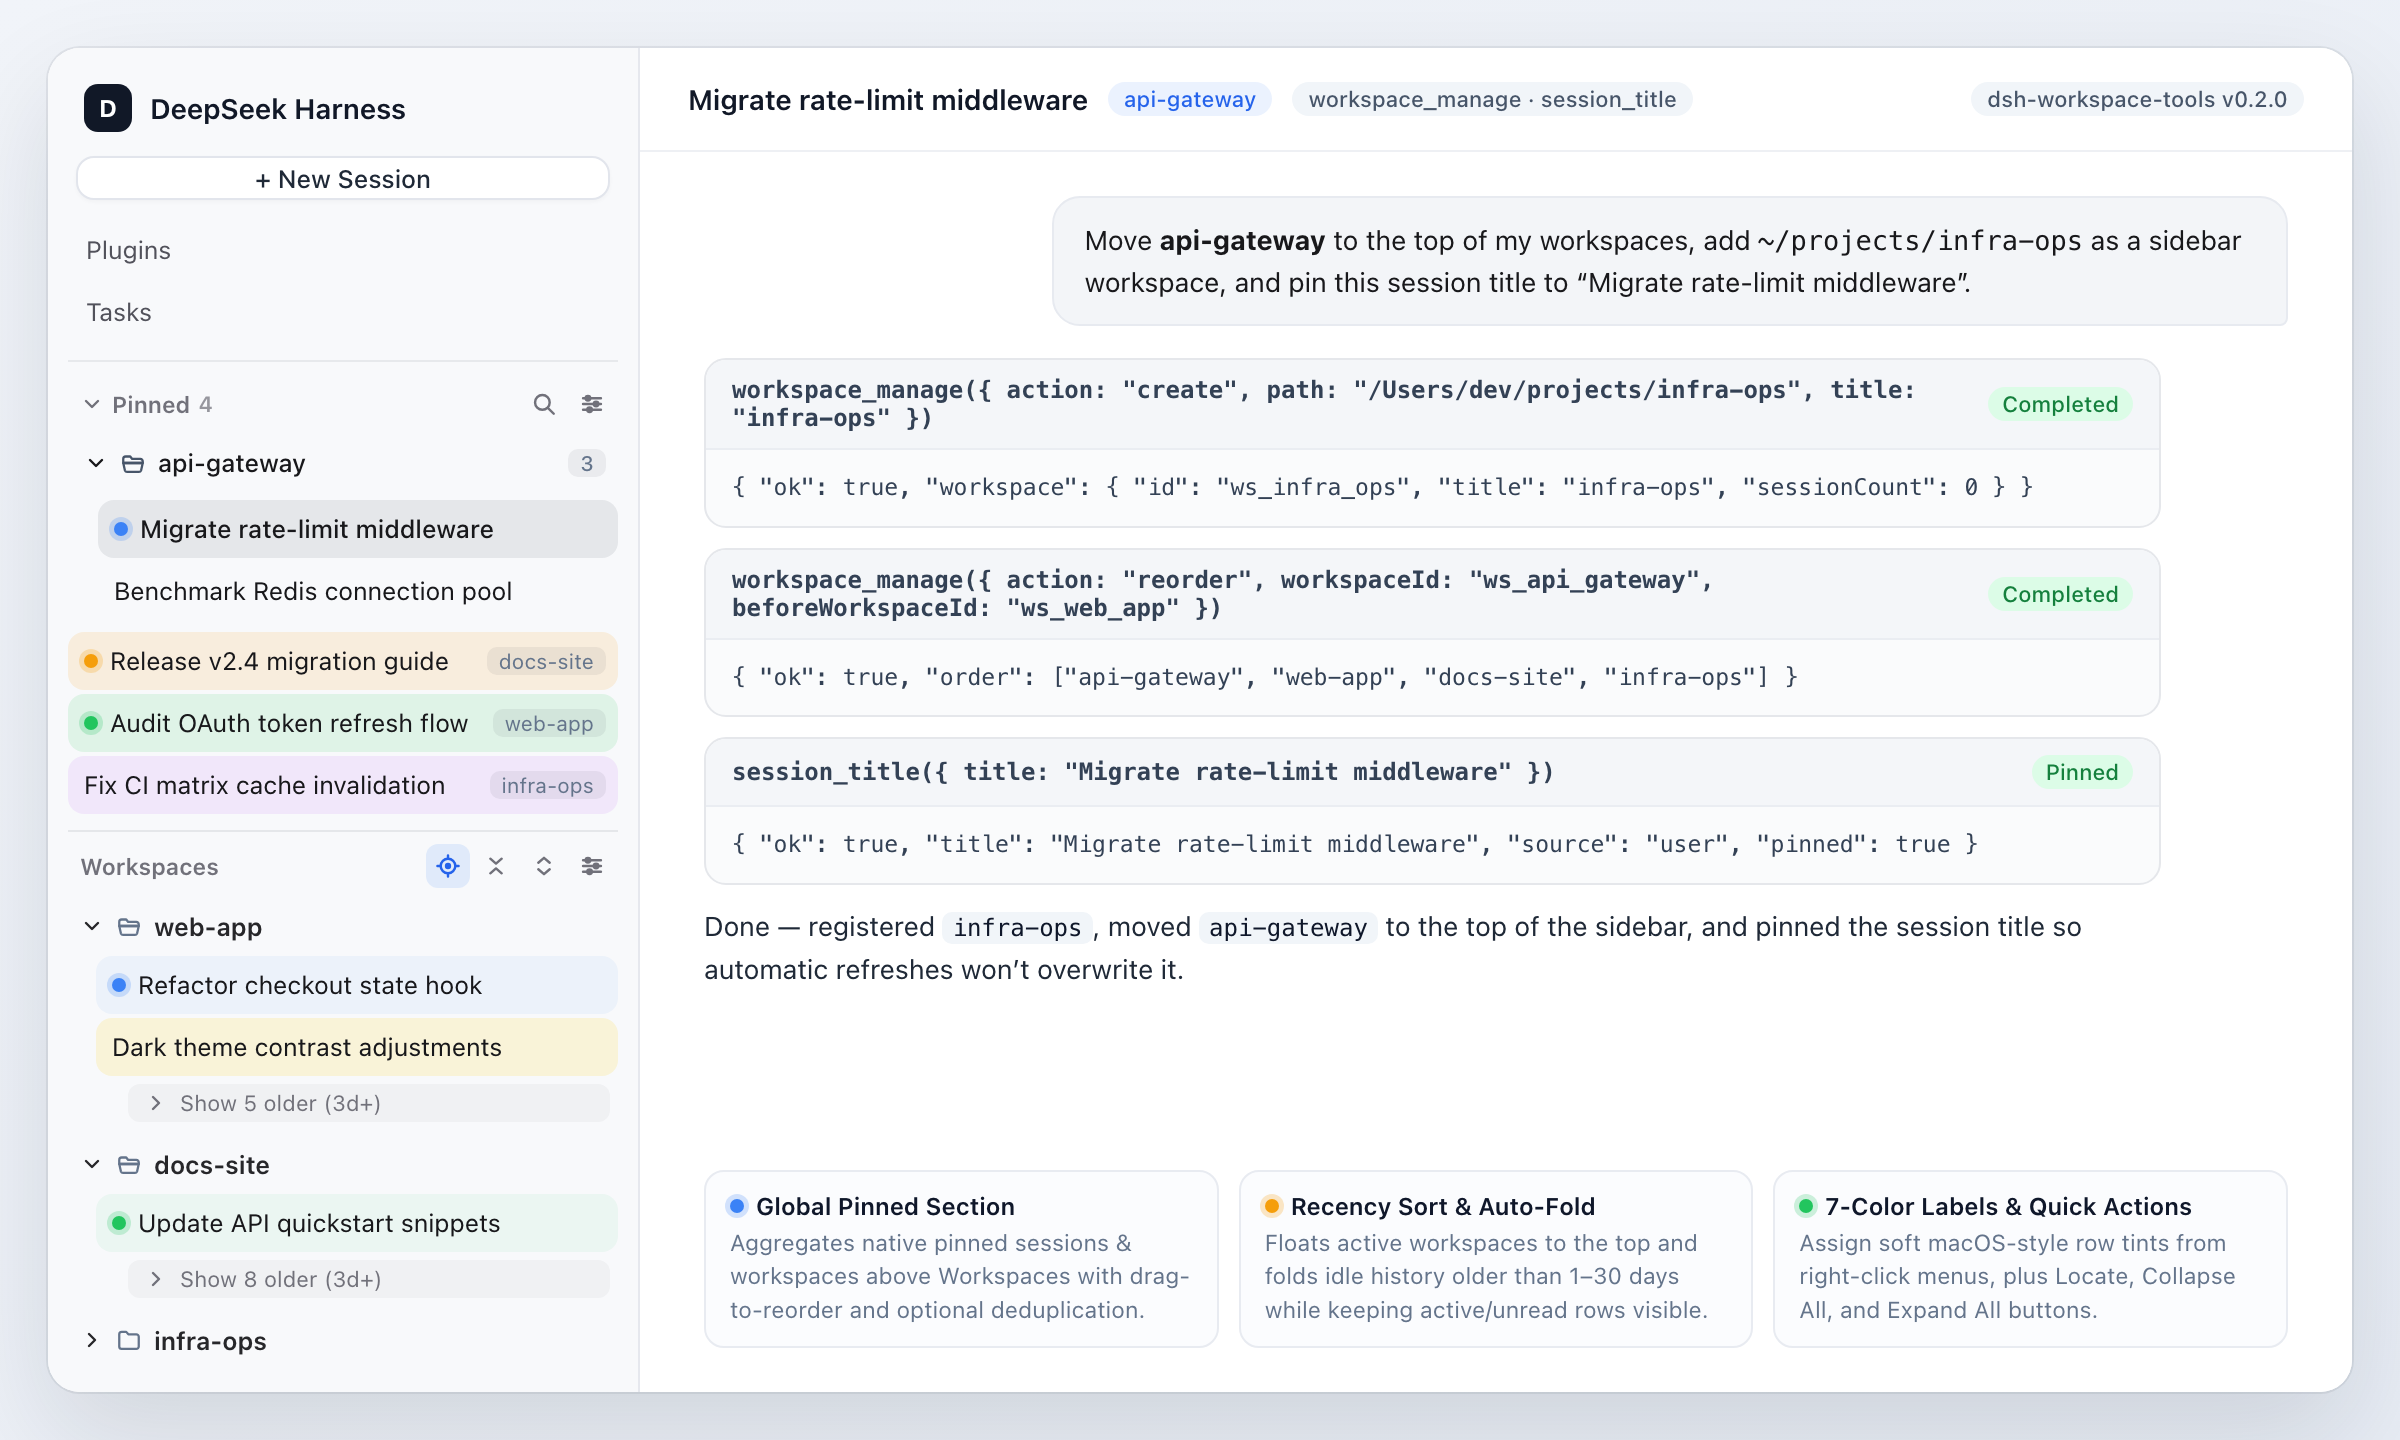 D DeepSeek Harness
+ New Session
Plugins
Tasks
Pinned 4
api-gateway 3
Migrate rate-limit middleware
Benchmark Redis connection pool
Release v2.4 migration guide docs-site
Audit OAuth token refresh flow web-app
Fix CI matrix cache invalidation infra-ops
Workspaces
web-app
Refactor checkout state hook
Dark theme contrast adjustments
Show 5 older (3d+)
docs-site
Update API quickstart snippets
Show 8 older (3d+)
infra-ops
Migrate rate-limit middleware api-gateway workspace_manage · session_title dsh-workspace-tools v0.2.0
Move api-gateway to the top of my workspaces, add ~/projects/infra-ops as a sidebar
workspace, and pin this session title to “Migrate rate-limit middleware”.
workspace_manage({ action: "create", path: "/Users/dev/projects/infra-ops", title:
"infra-ops" })
Completed
{ "ok": true, "workspace": { "id": "ws_infra_ops", "title": "infra-ops", "sessionCount": 0 } }
workspace_manage({ action: "reorder", workspaceId: "ws_api_gateway",
beforeWorkspaceId: "ws_web_app" })
Completed
{ "ok": true, "order": ["api-gateway", "web-app", "docs-site", "infra-ops"] }
session_title({ title: "Migrate rate-limit middleware" })
Pinned
{ "ok": true, "title": "Migrate rate-limit middleware", "source": "user", "pinned": true }
Done — registered infra-ops, moved api-gateway to the top of the sidebar, and pinned the session title so
automatic refreshes won’t overwrite it.
Global Pinned Section
Aggregates native pinned sessions &
workspaces above Workspaces with drag-
to-reorder and optional deduplication.
Recency Sort & Auto-Fold
Floats active workspaces to the top and
folds idle history older than 1–30 days
while keeping active/unread rows visible.
7-Color Labels & Quick Actions
Assign soft macOS-style row tints from
right-click menus, plus Locate, Collapse
All, and Expand All buttons.